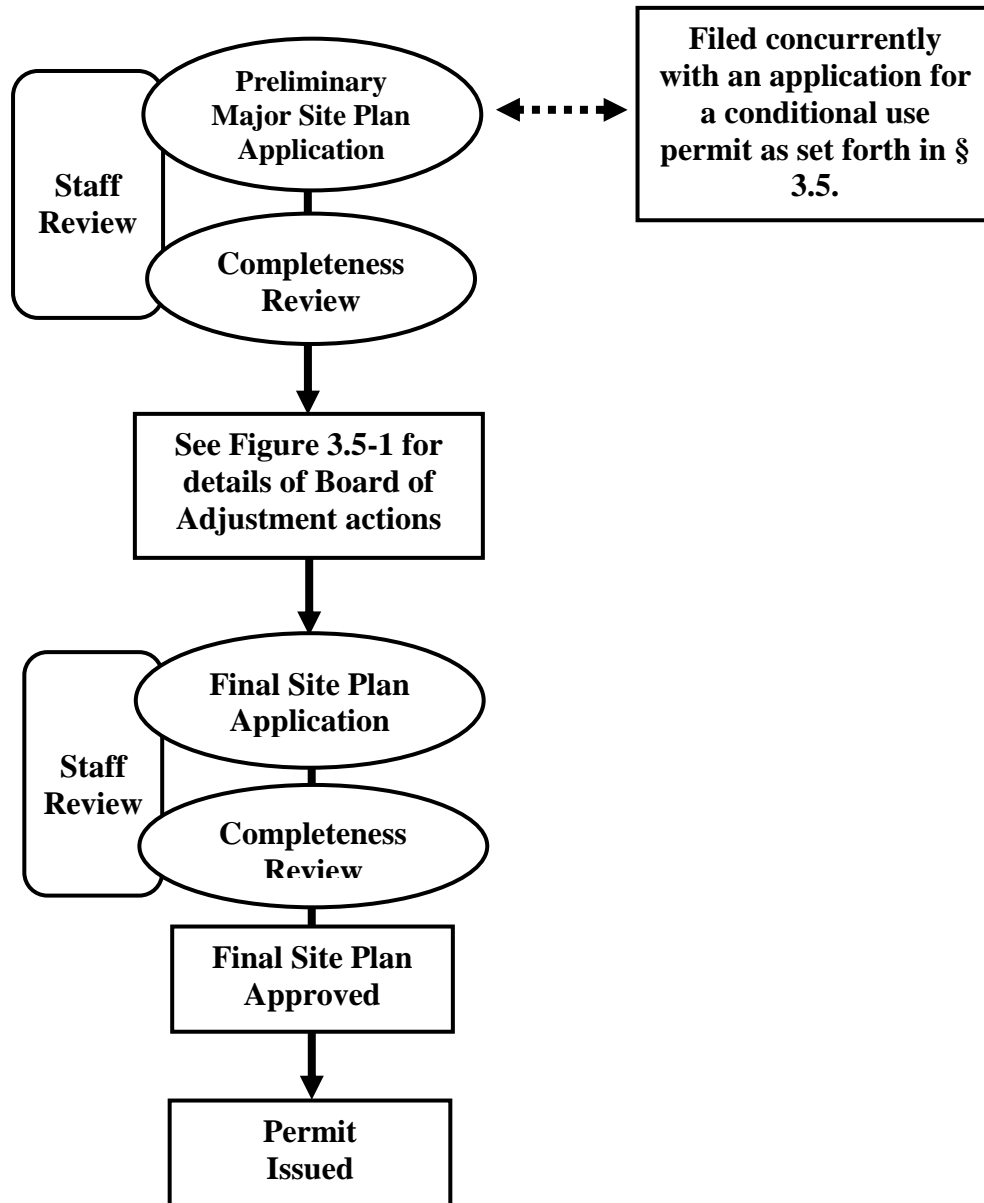 Preliminary
Major Site Plan
Application
Filed concurrently
with an application for
a conditional use
permit as set forth in §
3.5.
Staff
Review
Completeness
Review
See Figure 3.5-1 for
details of Board of
Adjustment actions
Final Site Plan
Application
Staff
Review
Completeness
Review
Final Site Plan
Approved
Permit
Issued